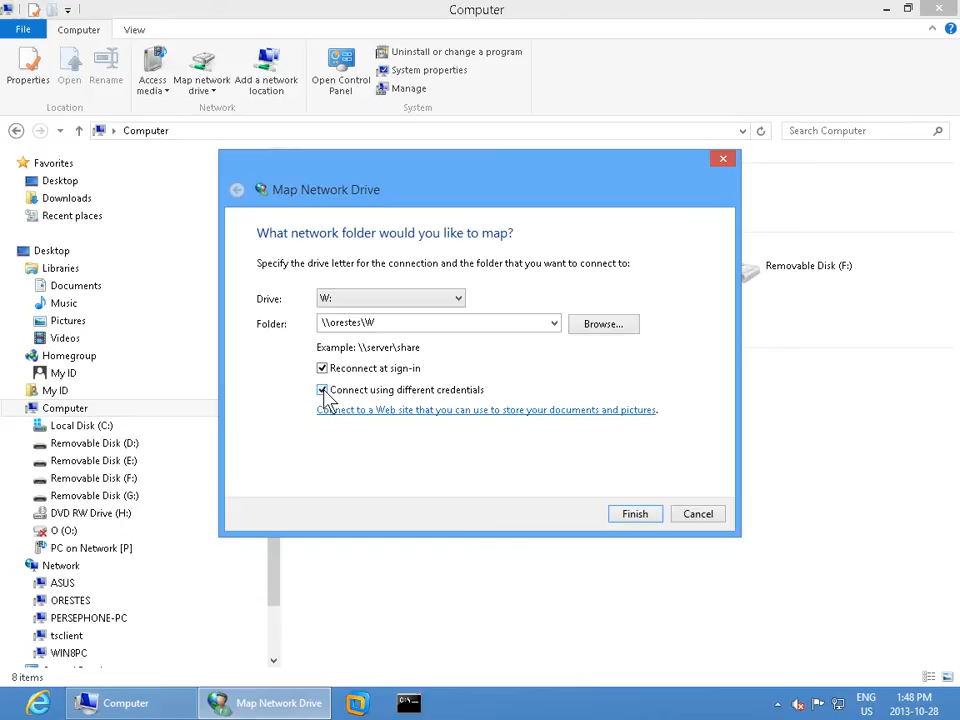 Computer
File Computer View
Properties Open Rename Access media Map network drive Add a network location Open Control Panel Uninstall or change a program
System properties
Manage
Location Network System
Computer
Search Computer
Favorites
Desktop
Downloads
Recent places
Desktop
Libraries
Documents
Music
Pictures
Videos
Homegroup
My ID
My ID
Computer
Local Disk (C:)
Removable Disk (D:)
Removable Disk (E:)
Removable Disk (F:)
Removable Disk (G:)
DVD RW Drive (H:)
O (O:)
PC on Network [P]
Network
ASUS
ORESTES
PERSEPHONE-PC
tsclient
WIN8PC
Removable Disk (F:)
Map Network Drive
What network folder would you like to map?
Specify the drive letter for the connection and the folder that you want to connect to:
Drive: W:
Folder: \\orestes\W Browse...
Example: \\server\share
Reconnect at sign-in
Connect using different credentials
Connect to a Web site that you can use to store your documents and pictures.
Finish Cancel
8 items
Computer Map Network Drive ENG US 1:48 PM 2013-10-28